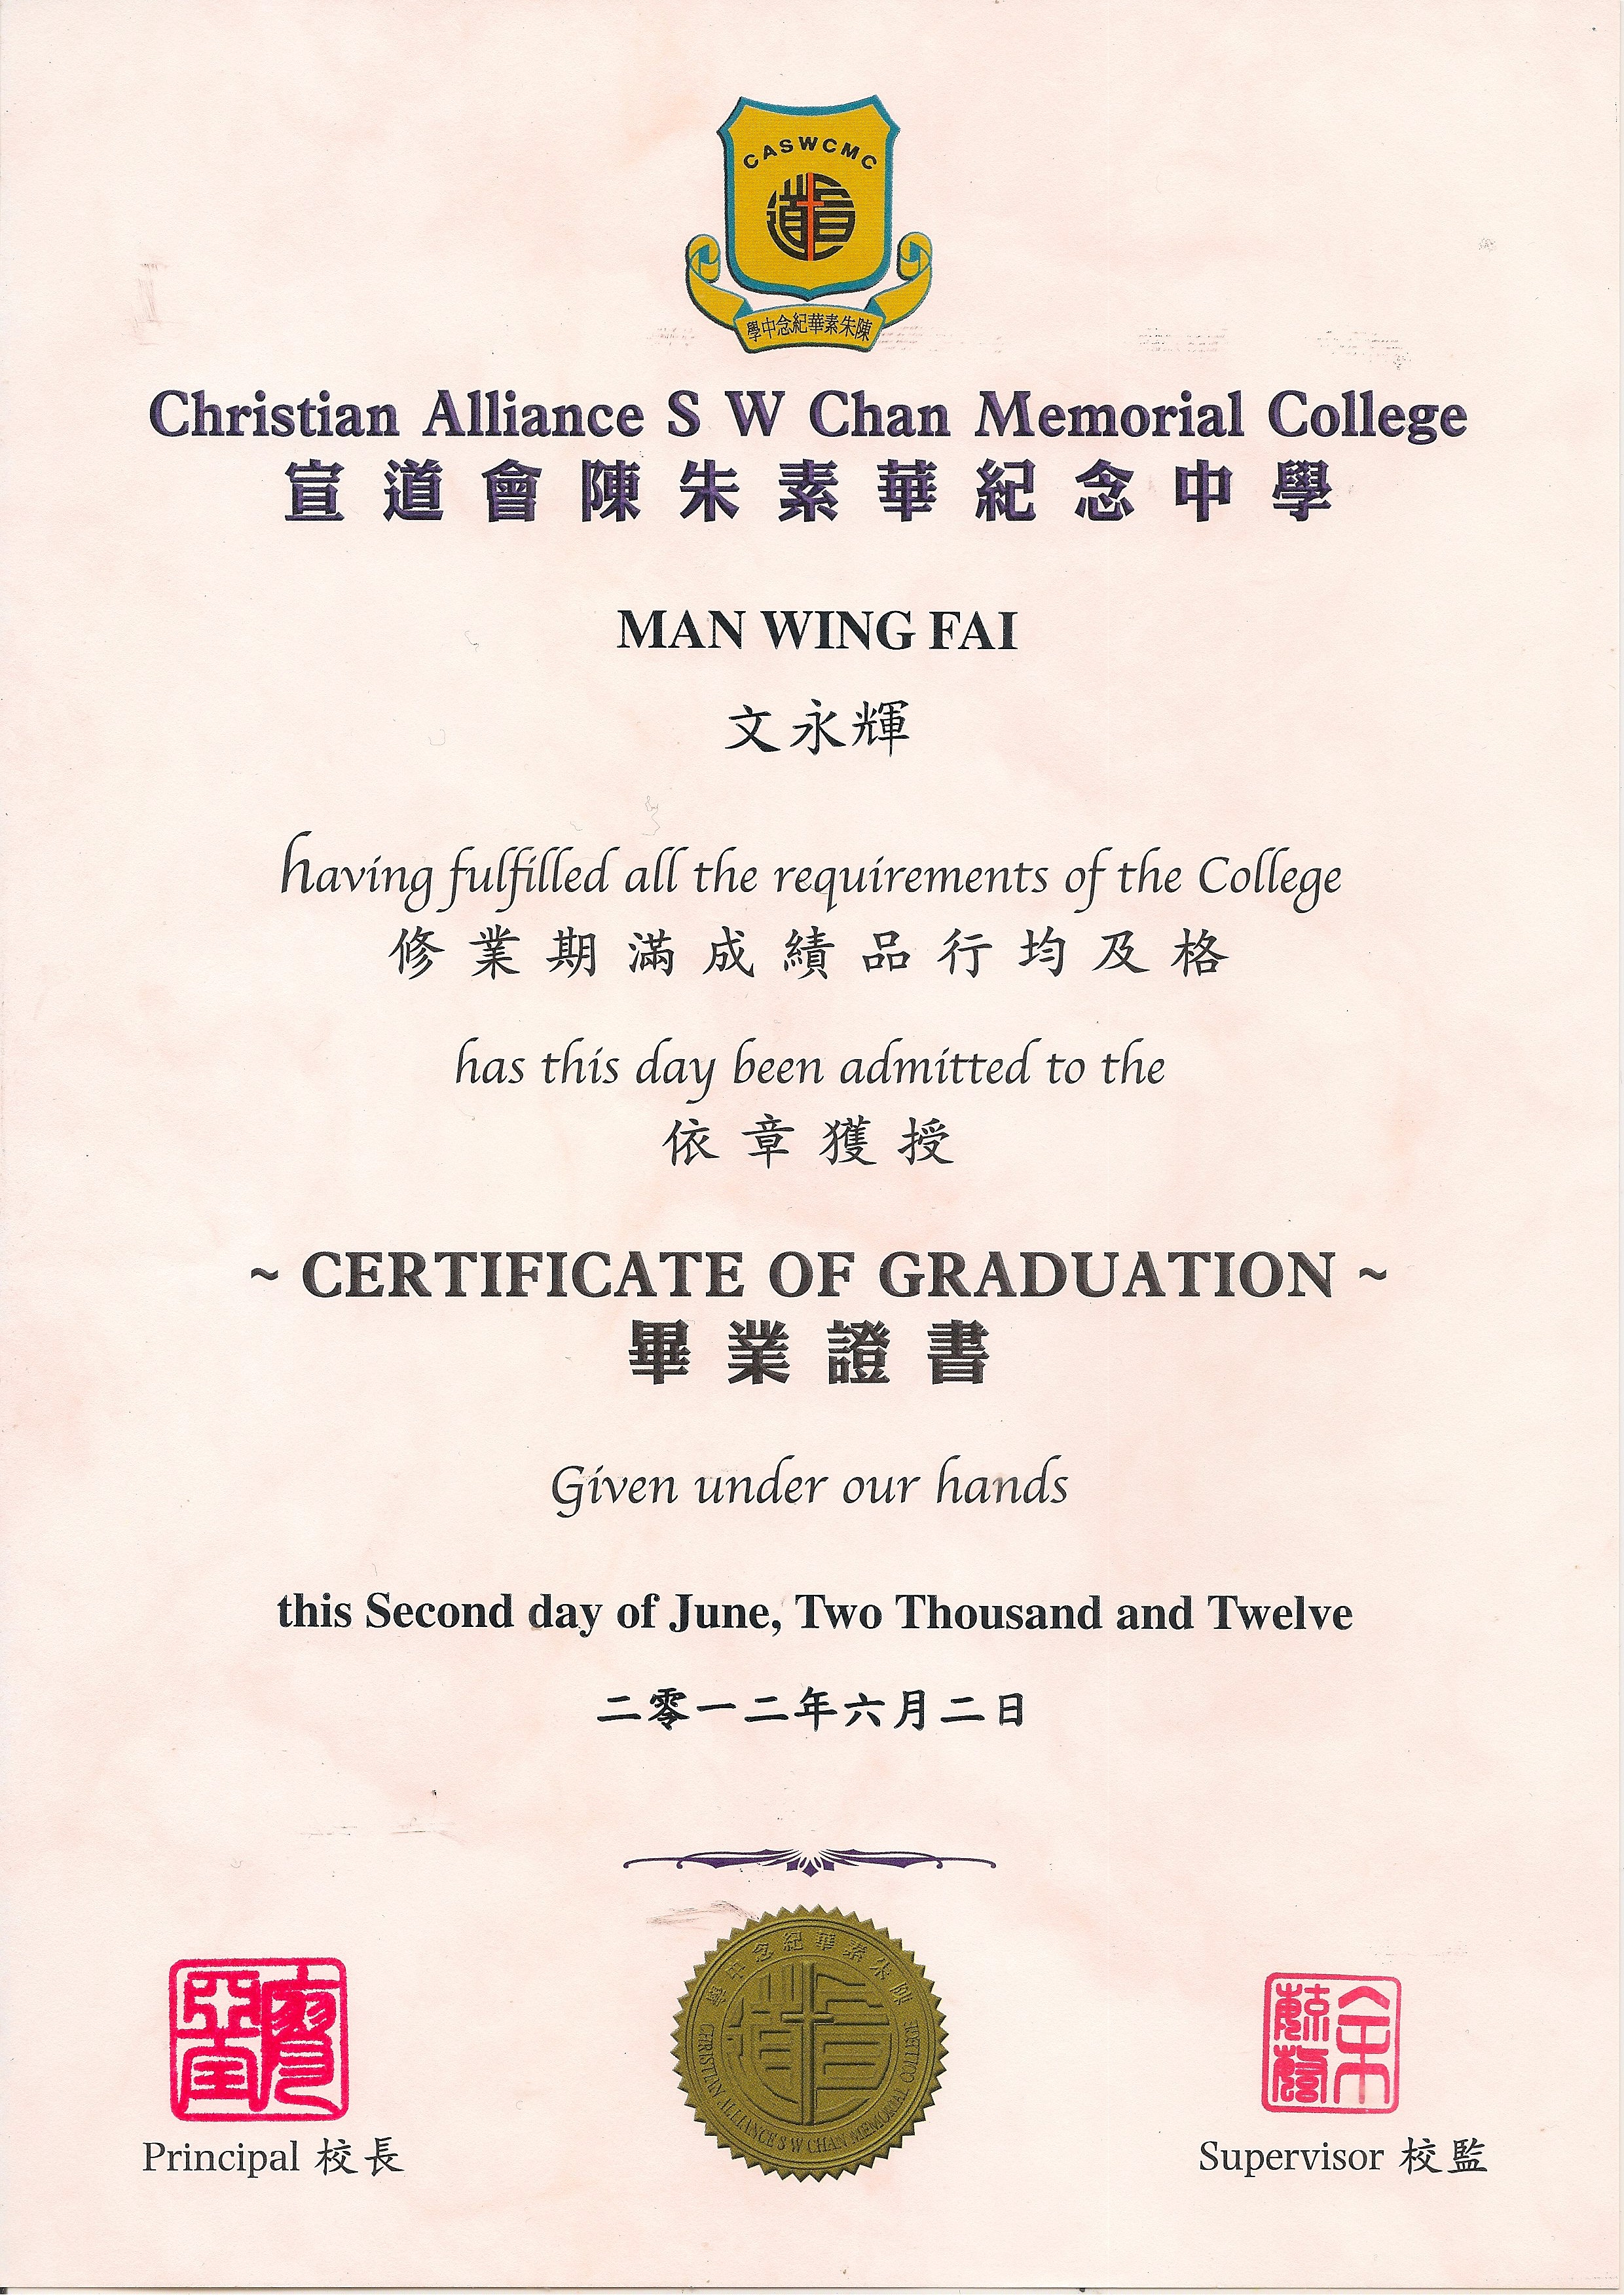 CASWCMC
學中念紀華素朱陳
Christian Alliance S W Chan Memorial College
宣道會陳朱素華紀念中學
MAN WING FAI
文永輝
having fulfilled all the requirements of the College
修業期滿成績品行均及格
has this day been admitted to the
依章獲授
~ CERTIFICATE OF GRADUATION ~
畢業證書
Given under our hands
this Second day of June, Two Thousand and Twelve
二零一二年六月二日
學中念紀華素朱陳
CHRISTIAN ALLIANCE S W CHAN MEMORIAL COLLEGE
Principal 校長
Supervisor 校監